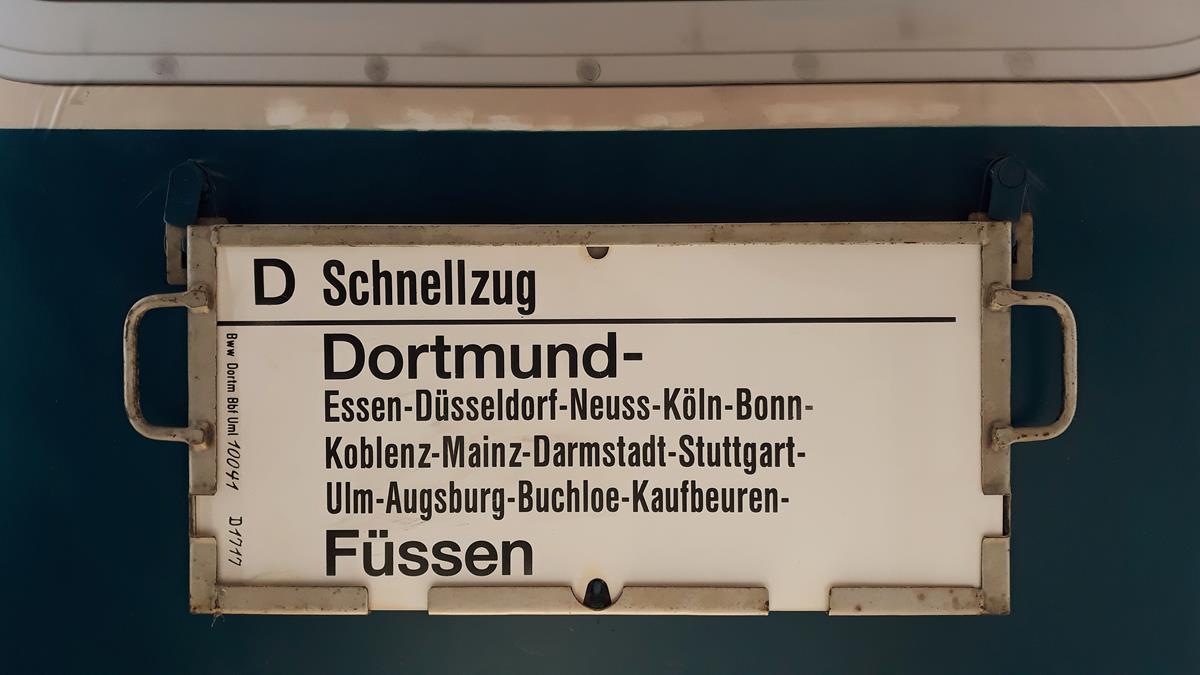 D Schnellzug
Dortmund-
Essen-Düsseldorf-Neuss-Köln-Bonn-
Koblenz-Mainz-Darmstadt-Stuttgart-
Ulm-Augsburg-Buchloe-Kaufbeuren-
Füssen
Bww Dortm Bbf Uml 10041 D1717